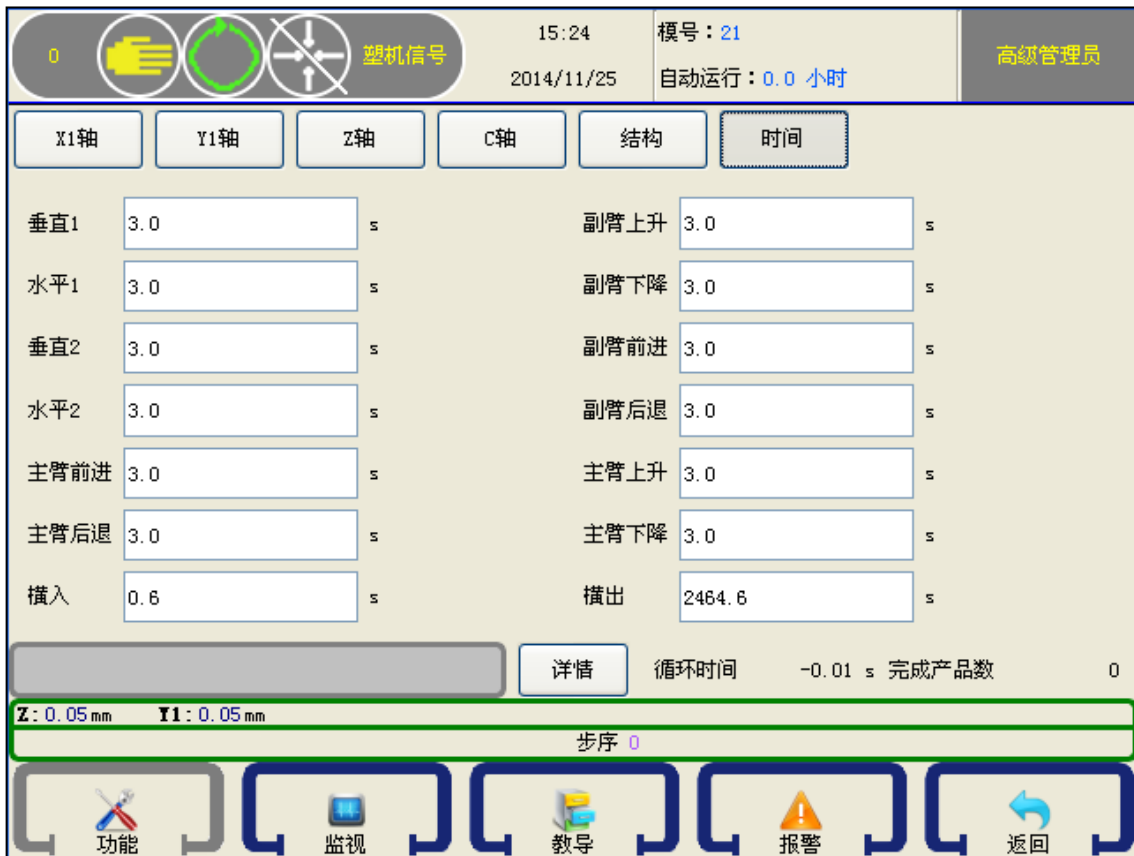 0 塑机信号 15:24 模号：21 高级管理员
2014/11/25 自动运行：0.0 小时
X1轴 Y1轴 Z轴 C轴 结构 时间
垂直1 3.0 s 副臂上升 3.0 s
水平1 3.0 s 副臂下降 3.0 s
垂直2 3.0 s 副臂前进 3.0 s
水平2 3.0 s 副臂后退 3.0 s
主臂前进 3.0 s 主臂上升 3.0 s
主臂后退 3.0 s 主臂下降 3.0 s
横入 0.6 s 横出 2464.6 s
详情 循环时间 -0.01 s 完成产品数 0
Z:0.05mm Y1:0.05mm
步序 0
功能 监视 教导 报警 返回